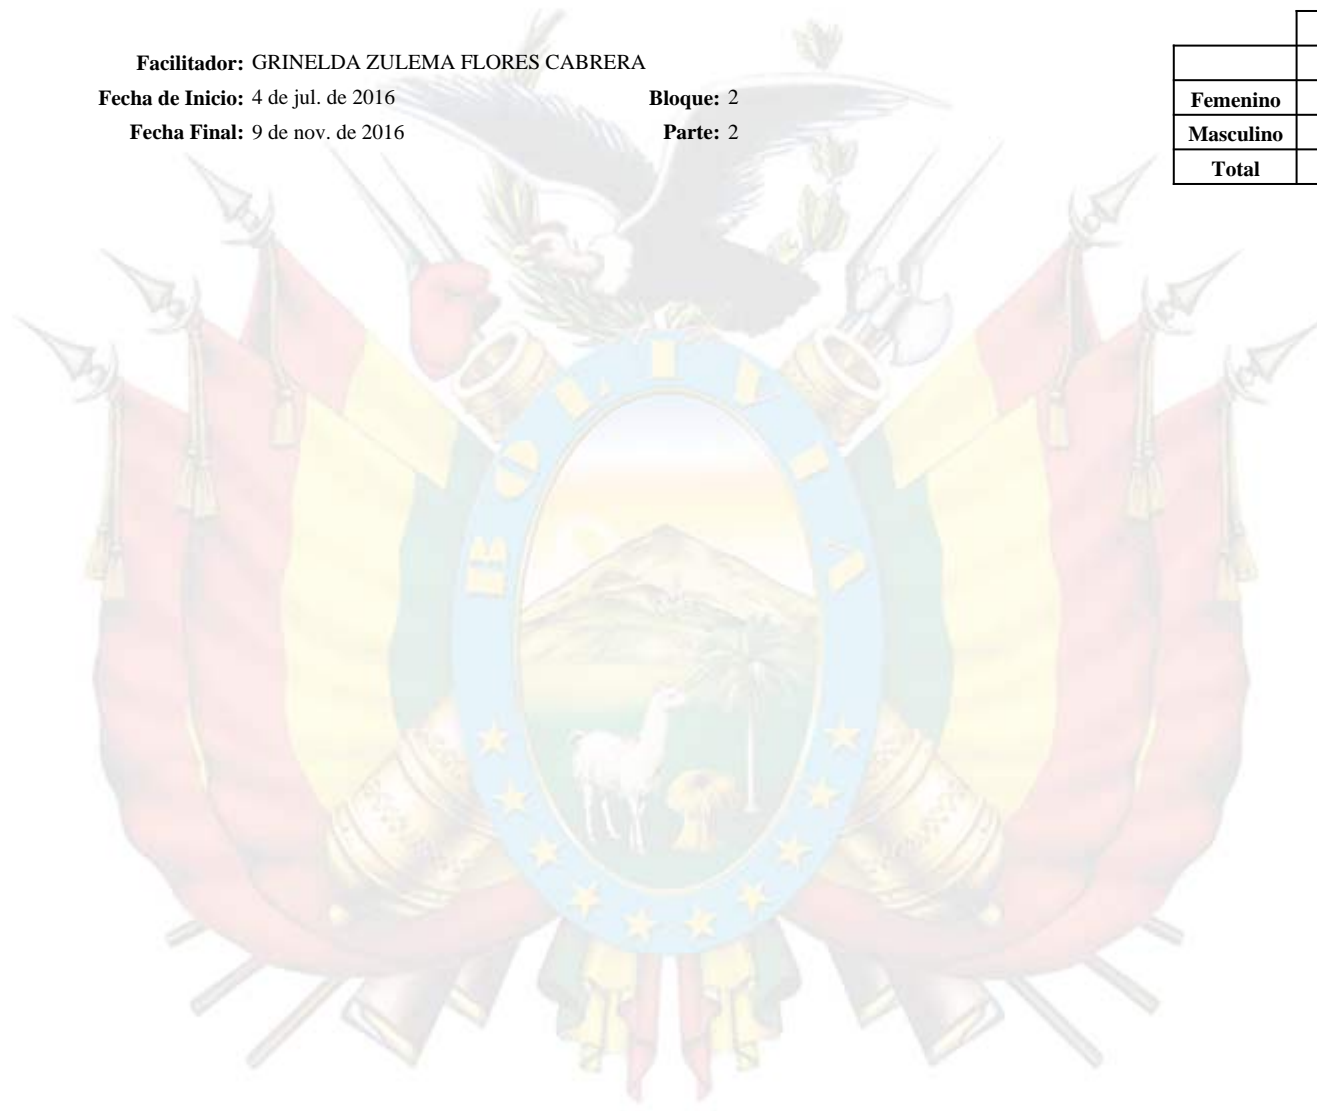 Facilitador: GRINELDA ZULEMA FLORES CABRERA
Fecha de Inicio: 4 de jul. de 2016 Bloque: 2
Fecha Final: 9 de nov. de 2016 Parte: 2
Femenino
Masculino
Total
BOLIVIA